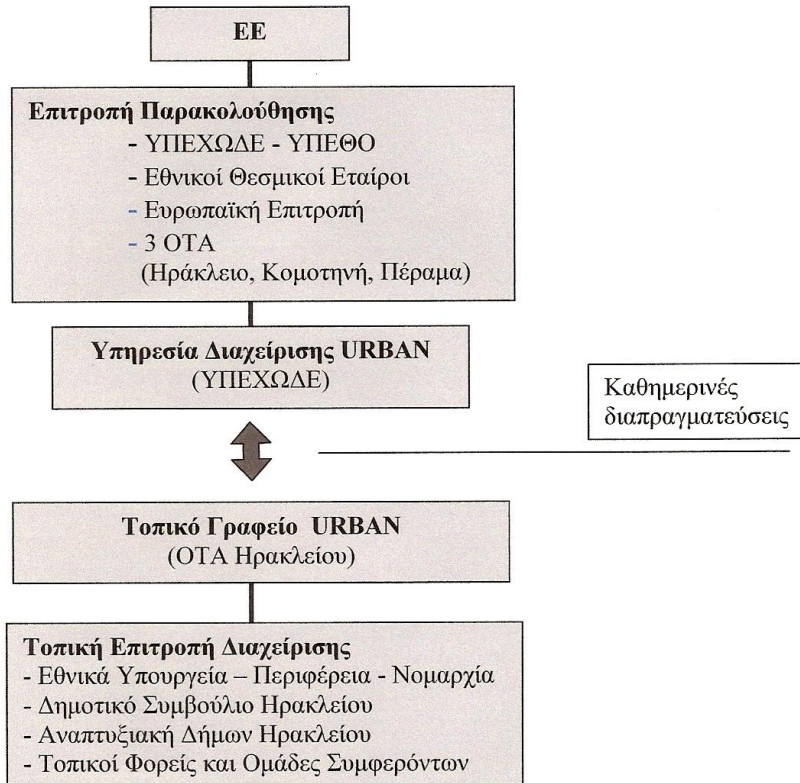 ΕΕ
Επιτροπή Παρακολούθησης
- ΥΠΕΧΩΔΕ - ΥΠΕΘΟ
- Εθνικοί Θεσμικοί Εταίροι
- Ευρωπαϊκή Επιτροπή
- 3 ΟΤΑ
(Ηράκλειο, Κομοτηνή, Πέραμα)
Υπηρεσία Διαχείρισης URBAN
(ΥΠΕΧΩΔΕ)
Καθημερινές
διαπραγματεύσεις
Τοπικό Γραφείο URBAN
(ΟΤΑ Ηρακλείου)
Τοπική Επιτροπή Διαχείρισης
- Εθνικά Υπουργεία – Περιφέρεια - Νομαρχία
- Δημοτικό Συμβούλιο Ηρακλείου
- Αναπτυξιακή Δήμων Ηρακλείου
- Τοπικοί Φορείς και Ομάδες Συμφερόντων